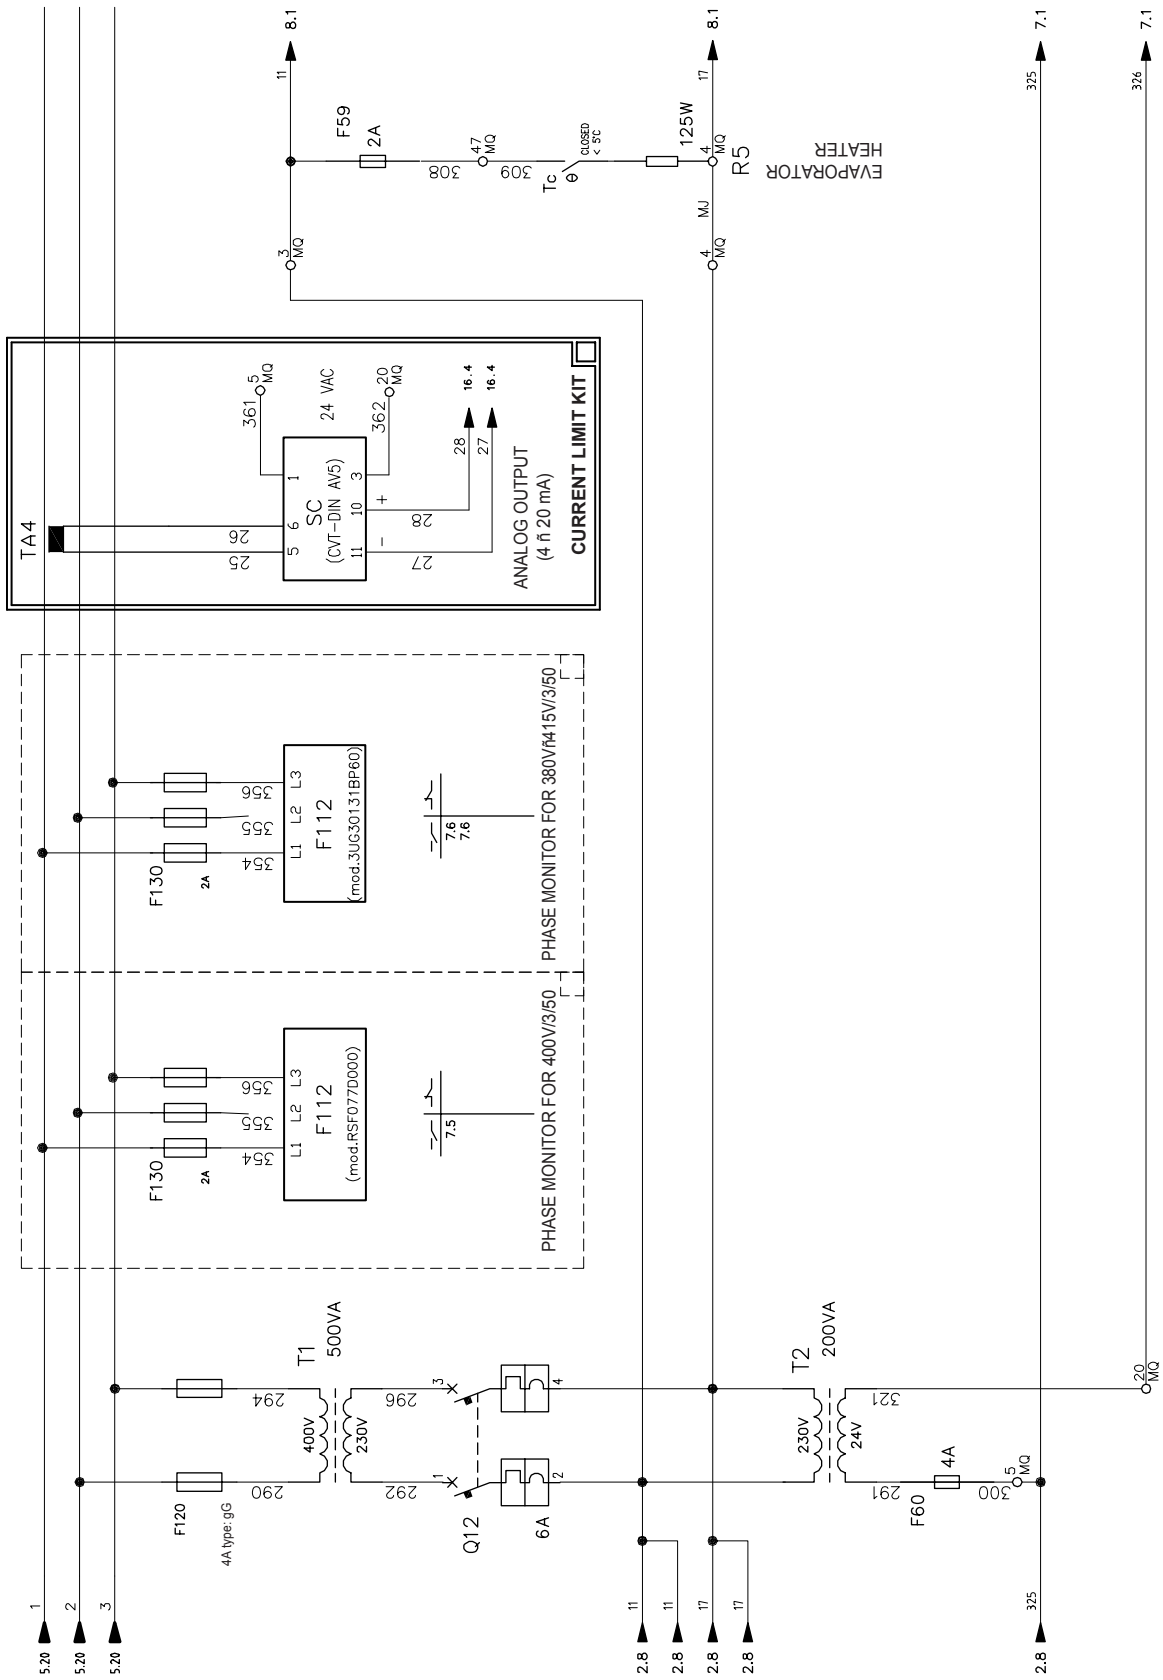 5.20
1
5.20
2
5.20
3
F120
4A type: gG
290
294
400V
230V
T1
500VA
292
296
1
3
Q12
6A
2
4
2.8
11
2.8
11
2.8
17
2.8
17
230V
24V
T2
200VA
291
321
F60
4A
300
5
MQ
20
MQ
2.8
325
F130
2A
354
355
356
L1
L2
L3
F112
(mod.RSF077D000)
7.5
PHASE MONITOR FOR 400V/3/50
F130
2A
354
355
356
L1
L2
L3
F112
(mod.3UG30131BP60)
7.6
7.6
PHASE MONITOR FOR 380Vñ415V/3/50
TA4
25
26
5
6
1
SC
(CVT-DIN AV5)
11
10
3
-
+
27
28
361
5
MQ
24 VAC
362
20
MQ
28
16.4
27
16.4
ANALOG OUTPUT
(4 ñ 20 mA)
CURRENT LIMIT KIT
3
MQ
11
8.1
F59
2A
308
47
MQ
309
Tc
θ
CLOSED
< 5°C
125W
4
MQ
MJ
4
MQ
R5
17
8.1
EVAPORATOR
HEATER
325
7.1
326
7.1